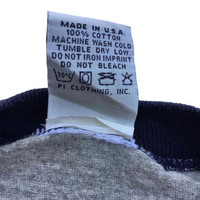 MADE IN U.S.A.
100% COTTON
MACHINE WASH COLD
TUMBLE DRY LOW
DO NOT IRON IMPRINT
DO NOT BLEACH
30°C
PI CLOTHING, INC.